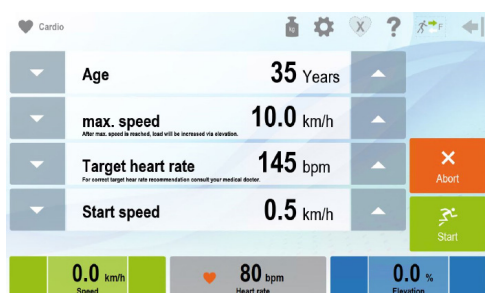 Cardio
kg
X
?
F
Age 35 Years
max. speed 10.0 km/h
After max. speed is reached, load will be increased via elevation.
Target heart rate 145 bpm
For correct target hear rate recommendation consult your medical doctor.
Start speed 0.5 km/h
Abort
Start
0.0 km/h
Speed
80 bpm
Heart rate
0.0 %
Elevation